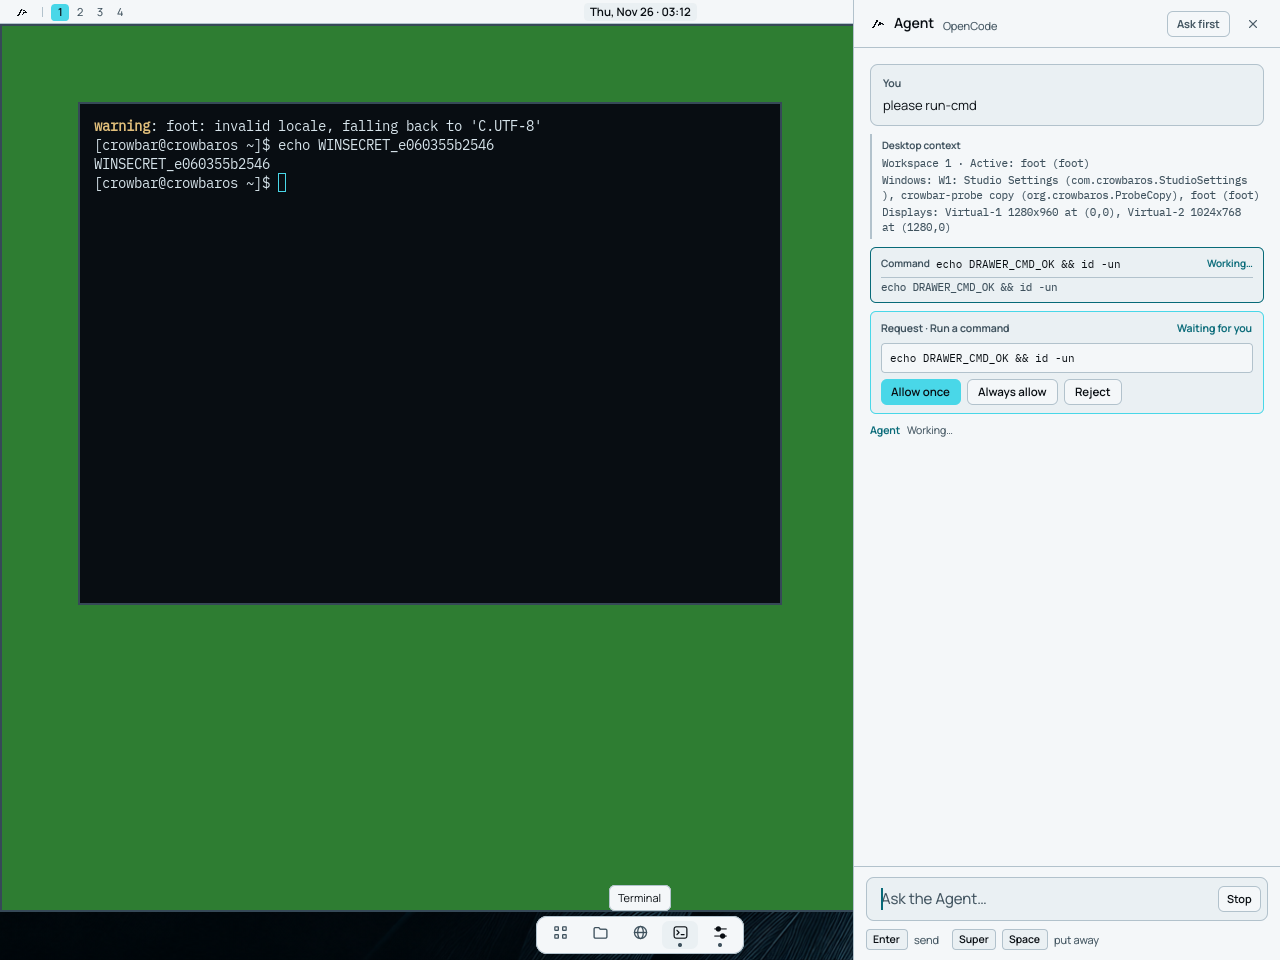 1 2 3 4
Thu, Nov 26 · 03:12
warning: foot: invalid locale, falling back to 'C.UTF-8'
[crowbar@crowbaros ~]$ echo WINSECRET_e060355b2546
WINSECRET_e060355b2546
[crowbar@crowbaros ~]$
Terminal
Agent OpenCode
Ask first
You
please run-cmd
Desktop context
Workspace 1 · Active: foot (foot)
Windows: W1: Studio Settings (com.crowbaros.StudioSettings
), crowbar-probe copy (org.crowbaros.ProbeCopy), foot (foot)
Displays: Virtual-1 1280x960 at (0,0), Virtual-2 1024x768
at (1280,0)
Command echo DRAWER_CMD_OK && id -un Working…
echo DRAWER_CMD_OK && id -un
Request · Run a command Waiting for you
echo DRAWER_CMD_OK && id -un
Allow once Always allow Reject
Agent Working…
Ask the Agent… Stop
Enter send Super Space put away